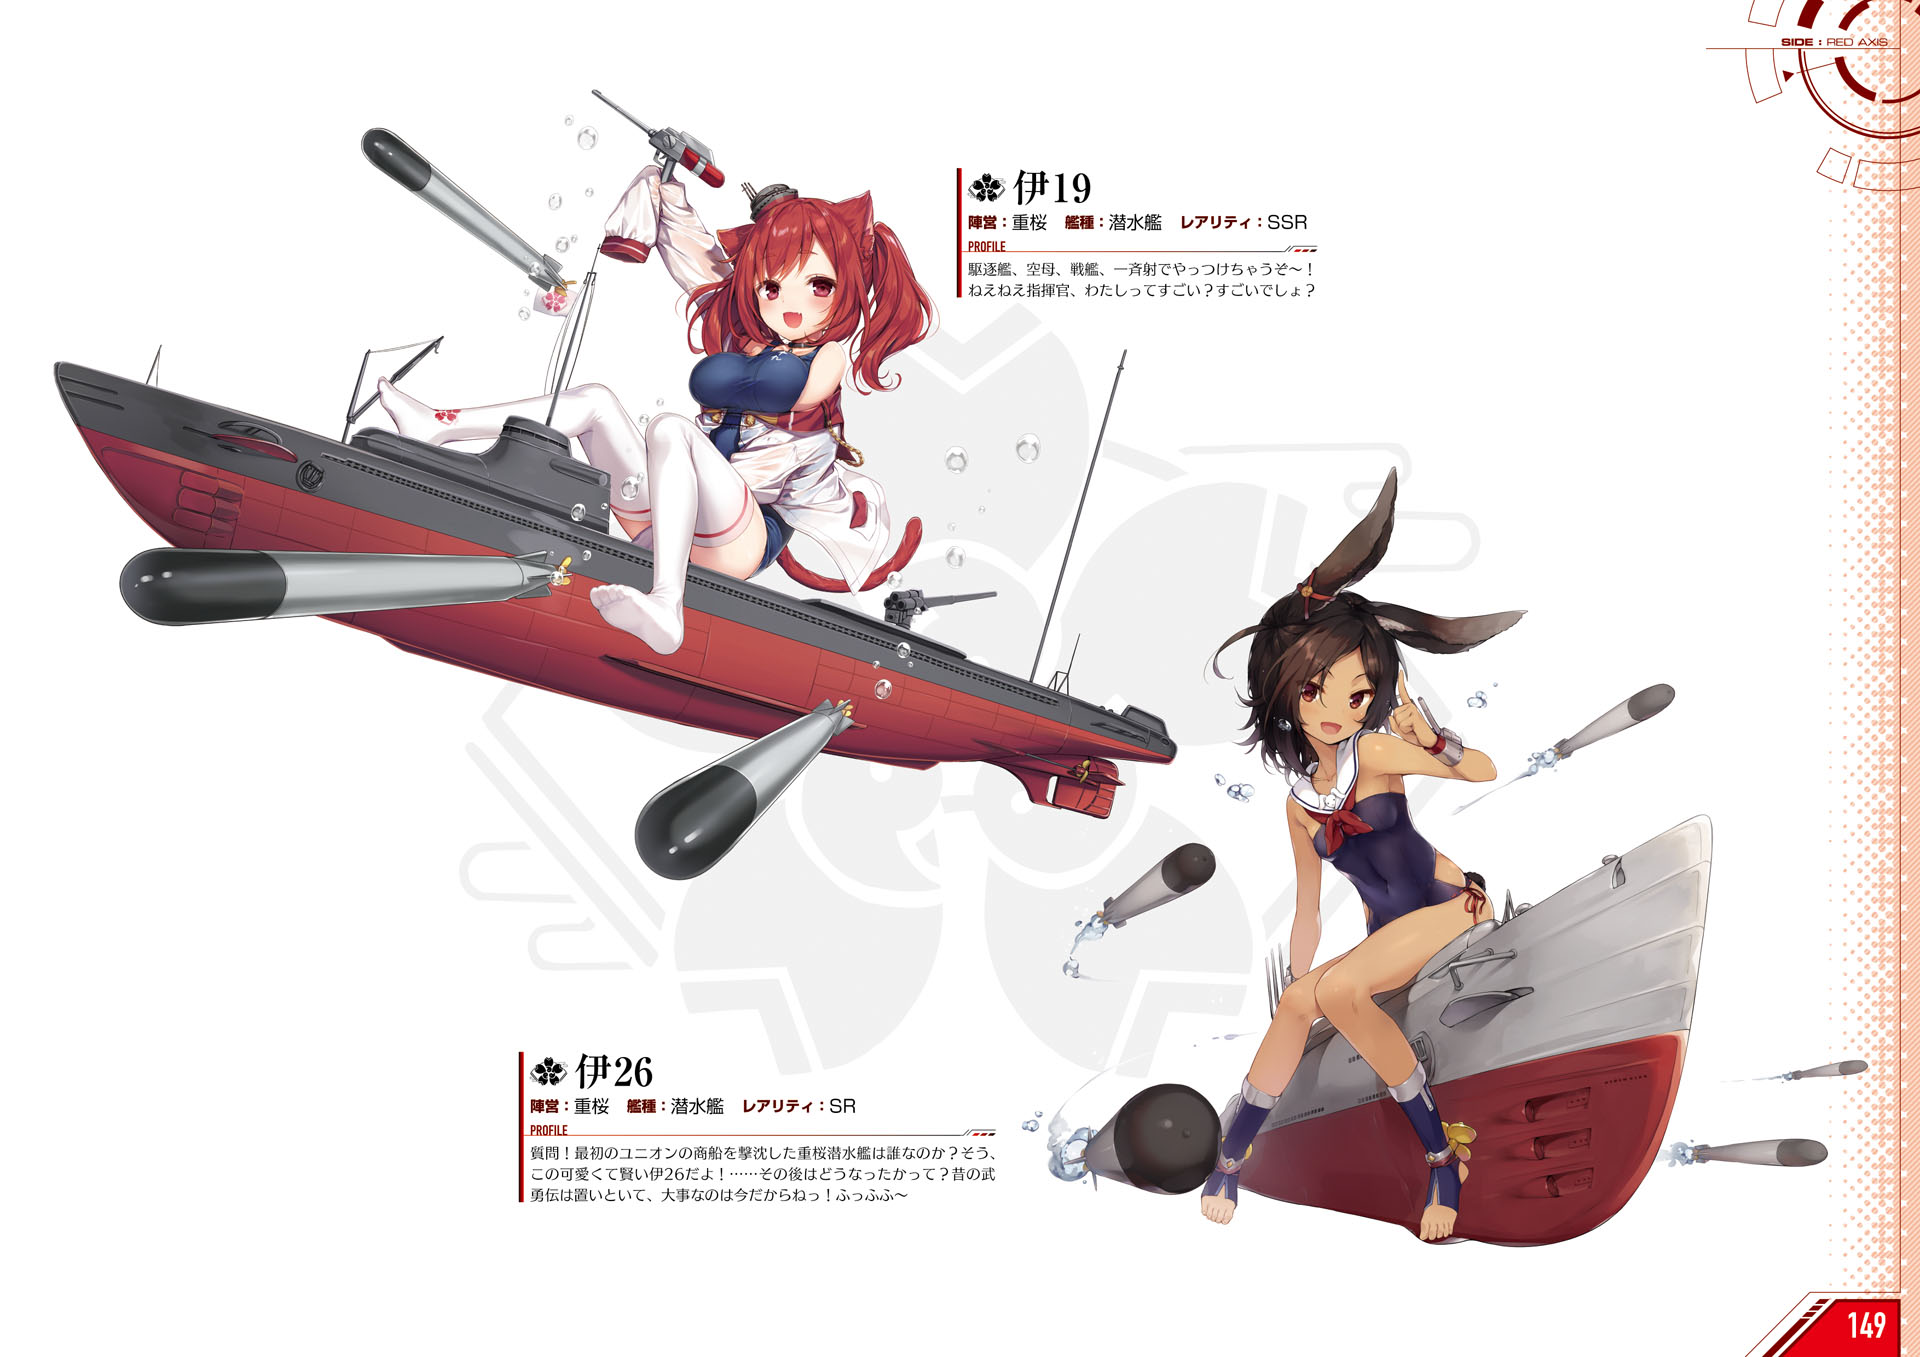 SIDE : RED AXIS
伊19
陣営：重桜 艦種：潜水艦 レアリティ：SSR
PROFILE
駆逐艦、空母、戦艦、一斉射でやっつけちゃうぞ～！
ねえねえ指揮官、わたしってすごい？すごいでしょ？
伊26
陣営：重桜 艦種：潜水艦 レアリティ：SR
PROFILE
質問！最初のユニオンの商船を撃沈した重桜潜水艦は誰なのか？そう、
この可愛くて賢い伊26だよ！……その後はどうなったかって？昔の武
勇伝は置いといて、大事なのは今だからねっ！ふっふふ～
149